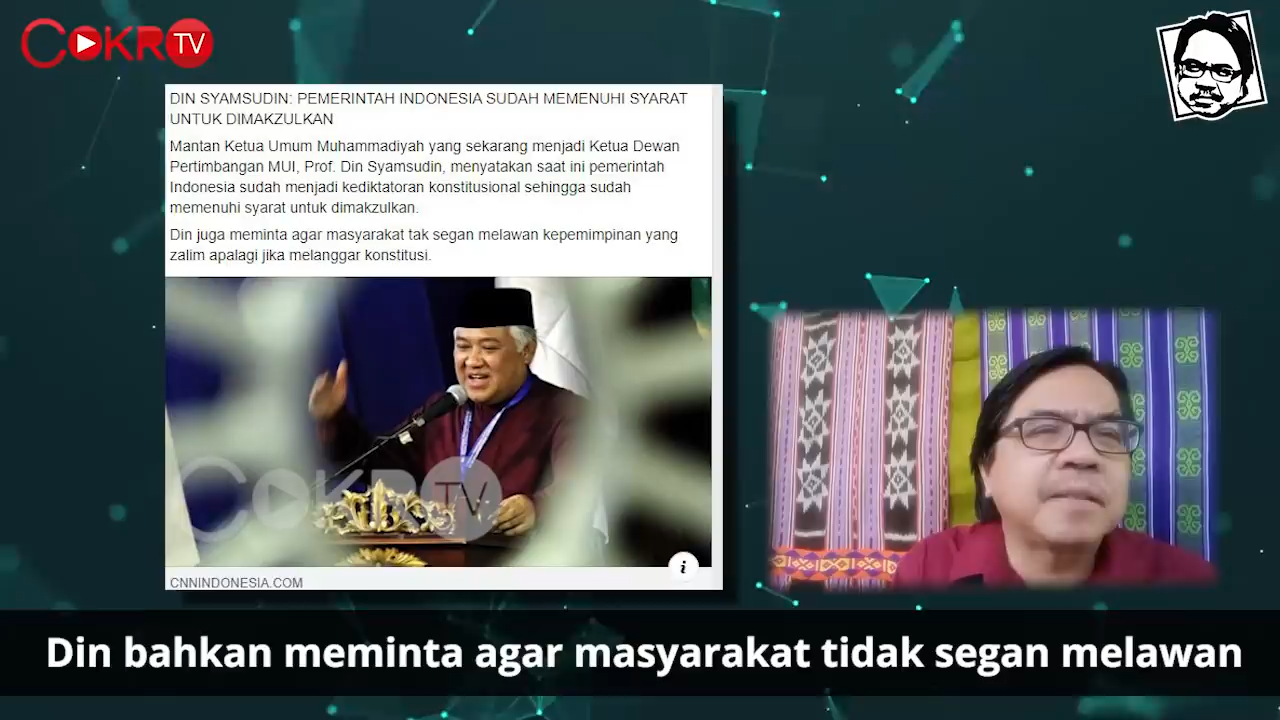 COKRO TV
DIN SYAMSUDIN: PEMERINTAH INDONESIA SUDAH MEMENUHI SYARAT
UNTUK DIMAKZULKAN
Mantan Ketua Umum Muhammadiyah yang sekarang menjadi Ketua Dewan
Pertimbangan MUI, Prof. Din Syamsudin, menyatakan saat ini pemerintah
Indonesia sudah menjadi kediktatoran konstitusional sehingga sudah
memenuhi syarat untuk dimakzulkan.
Din juga meminta agar masyarakat tak segan melawan kepemimpinan yang
zalim apalagi jika melanggar konstitusi.
COKRO TV
i
CNNINDONESIA.COM
Din bahkan meminta agar masyarakat tidak segan melawan